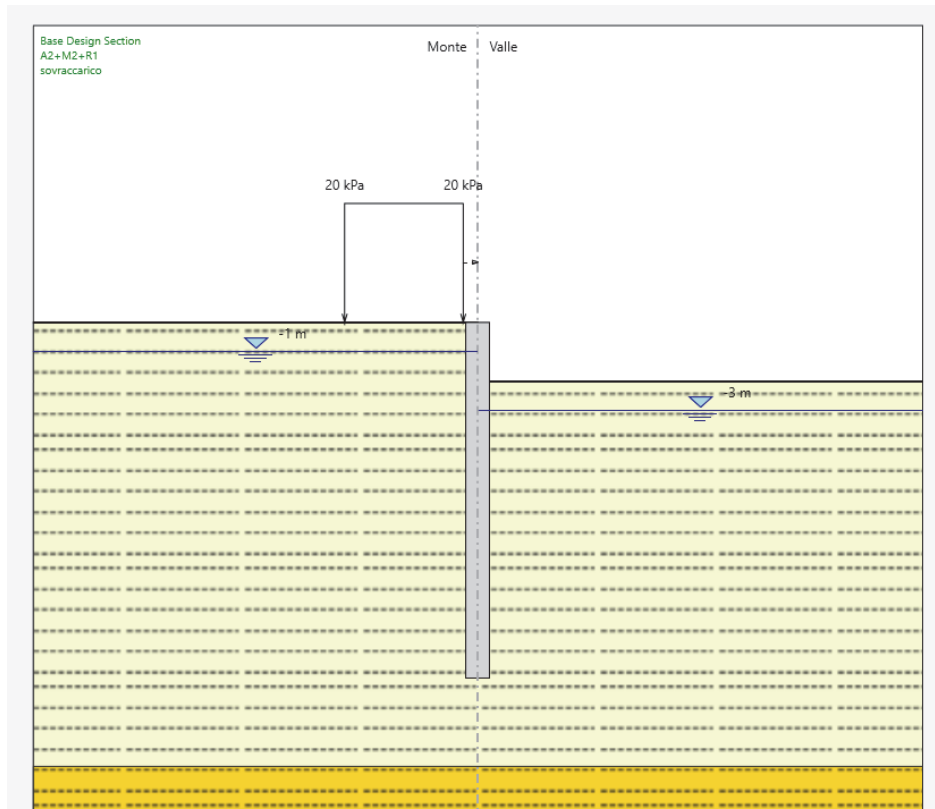 Base Design Section
A2+M2+R1
sovraccarico
Monte
Valle
20 kPa
20 kPa
-1 m
-3 m